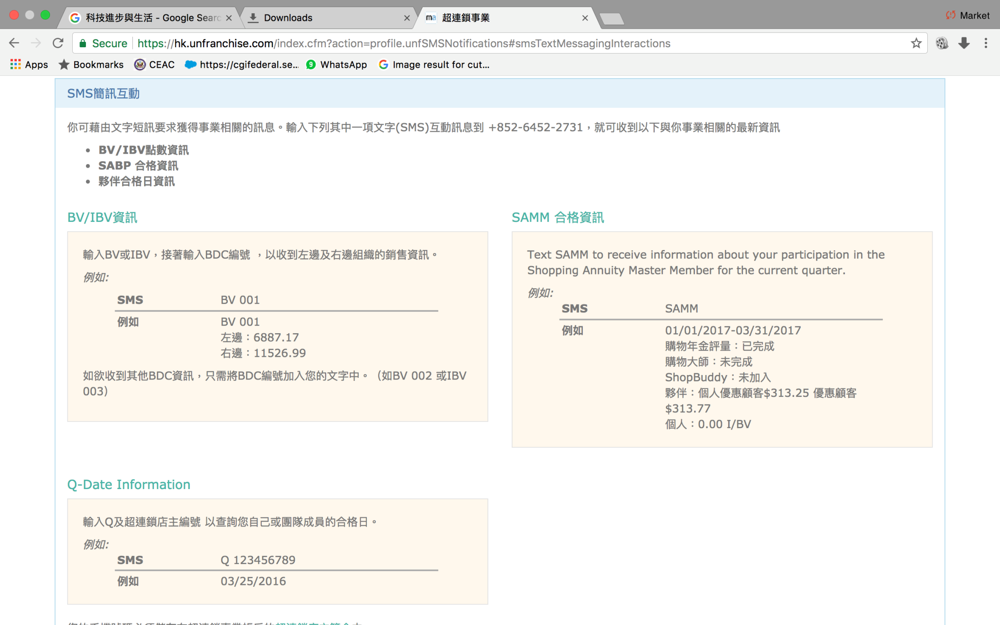 科技進步與生活 - Google Searc
Downloads
ma 超連鎖事業
Market
Secure https://hk.unfranchise.com/index.cfm?action=profile.unfSMSNotifications#smsTextMessagingInteractions
Apps Bookmarks CEAC https://cgifederal.se... 9 WhatsApp Image result for cut...
SMS簡訊互動
你可藉由文字短訊要求獲得事業相關的訊息。輸入下列其中一項文字(SMS)互動訊息到 +852-6452-2731，就可收到以下與你事業相關的最新資訊
• BV/IBV點數資訊
• SABP 合格資訊
• 夥伴合格日資訊
BV/IBV資訊
輸入BV或IBV，接著輸入BDC編號 ，以收到左邊及右邊組織的銷售資訊。
例如:
SMS BV 001
例如 BV 001
左邊：6887.17
右邊：11526.99
如欲收到其他BDC資訊，只需將BDC編號加入您的文字中。（如BV 002 或IBV
003）
SAMM 合格資訊
Text SAMM to receive information about your participation in the
Shopping Annuity Master Member for the current quarter.
例如:
SMS SAMM
例如 01/01/2017-03/31/2017
購物年金評量：已完成
購物大師：未完成
ShopBuddy：未加入
夥伴：個人優惠顧客$313.25 優惠顧客
$313.77
個人：0.00 I/BV
Q-Date Information
輸入Q及超連鎖店主編號 以查詢您自己或團隊成員的合格日。
例如:
SMS Q 123456789
例如 03/25/2016